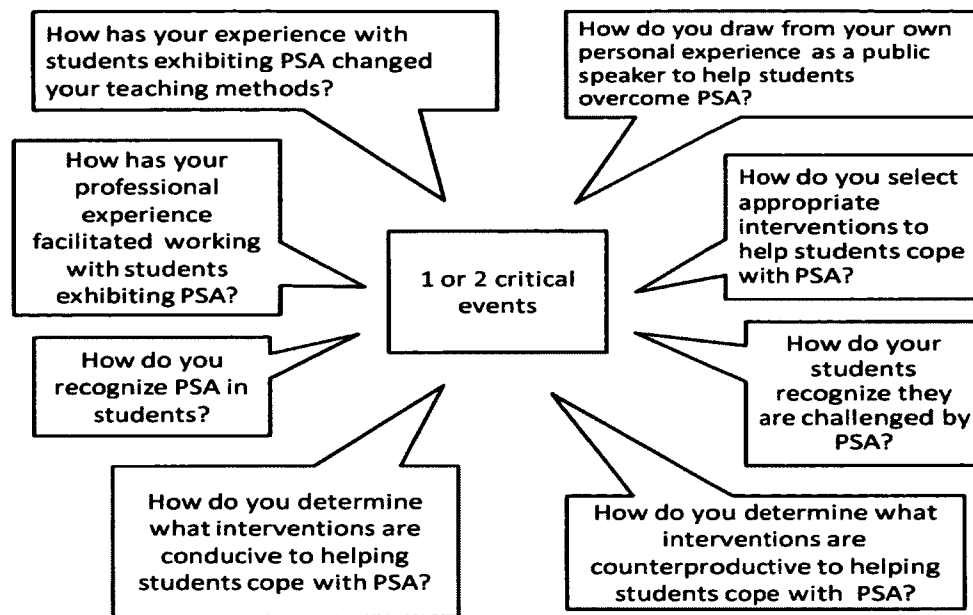 How has your experience with
students exhibiting PSA changed
your teaching methods?
How do you draw from your own
personal experience as a public
speaker to help students
overcome PSA?
How has your
professional
experience
facilitated working
with students
exhibiting PSA?
How do you select
appropriate
interventions to
help students cope
with PSA?
1 or 2 critical
events
How do you
recognize PSA in
students?
How do your
students
recognize they
are challenged by
PSA?
How do you determine
what interventions are
conducive to helping
students cope with PSA?
How do you determine what
interventions are
counterproductive to helping
students cope with PSA?